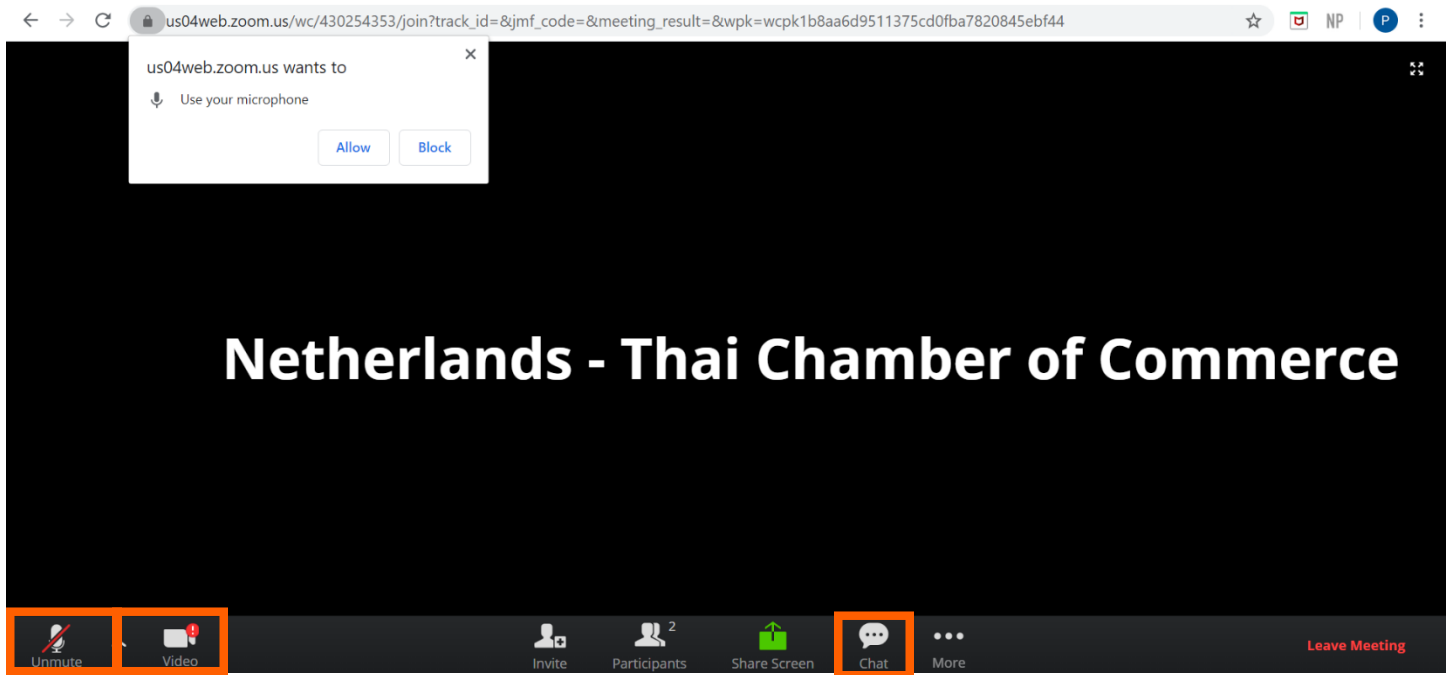 us04web.zoom.us/wc/430254353/join?track_id=&jmf_code=&meeting_result=&wpk=wcpk1b8aa6d9511375cd0fba7820845ebf44
NP
P
us04web.zoom.us wants to
Use your microphone
Allow
Block
Netherlands - Thai Chamber of Commerce
Unmute
Video
Invite
2
Participants
Share Screen
Chat
More
Leave Meeting